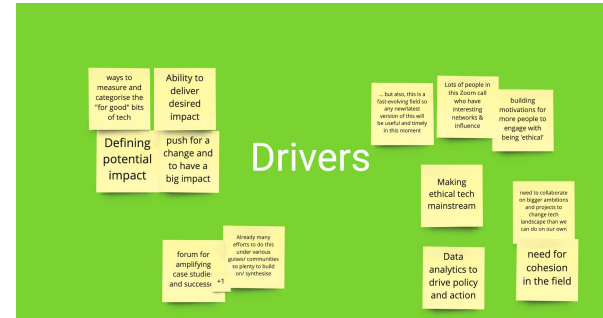 ways to
measure and
categorise the
"for good" bits
of tech
Ability to
deliver
desired
impact
Defining
potential
impact
push for a
change and
to have a
big impact
Drivers
... but also, this is a
fast-evolving field so
any new/latest
version of this will
be useful and timely
in this moment
Lots of people in
this Zoom call
who have
interesting
networks &
influence
building
motivations for
more people to
engage with
being 'ethical'
Making
ethical tech
mainstream
need to collaborate
on bigger ambitions
and projects to
change tech
landscape than we
can do on our own
forum for
amplifying
case studie
and success
+1
Already many
efforts to do this
under various
guises/ communities
so plenty to build
on/ synthesise
Data
analytics to
drive policy
and action
need for
cohesion
in the field